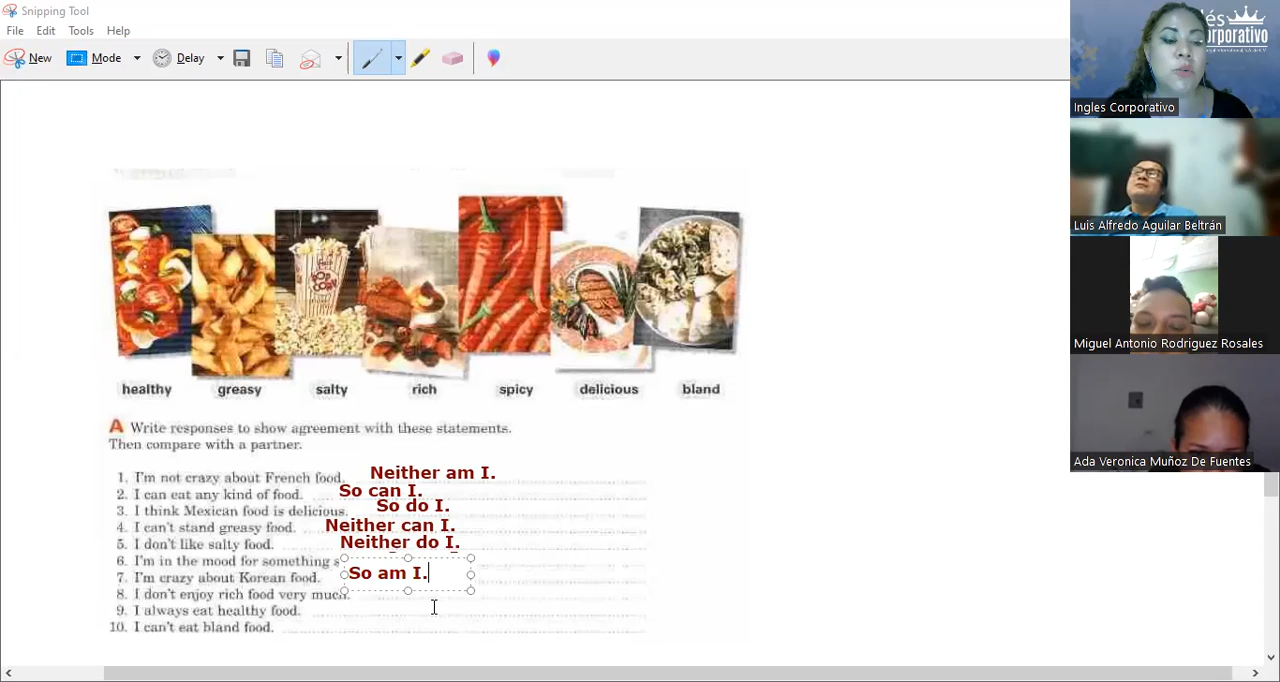 Snipping Tool
File Edit Tools Help
New Mode Delay
healthy greasy salty rich spicy delicious bland
A Write responses to show agreement with these statements.
Then compare with a partner.
1. I'm not crazy about French food. Neither am I.
2. I can eat any kind of food. So can I.
3. I think Mexican food is delicious. So do I.
4. I can't stand greasy food. Neither can I.
5. I don't like salty food. Neither do I.
6. I'm in the mood for something
7. I'm crazy about Korean food. So am I.
8. I don't enjoy rich food very much.
9. I always eat healthy food.
10. I can't eat bland food.
Ingles Corporativo
Luis Alfredo Aguilar Beltrán
Miguel Antonio Rodriguez Rosales
Ada Veronica Muñoz De Fuentes